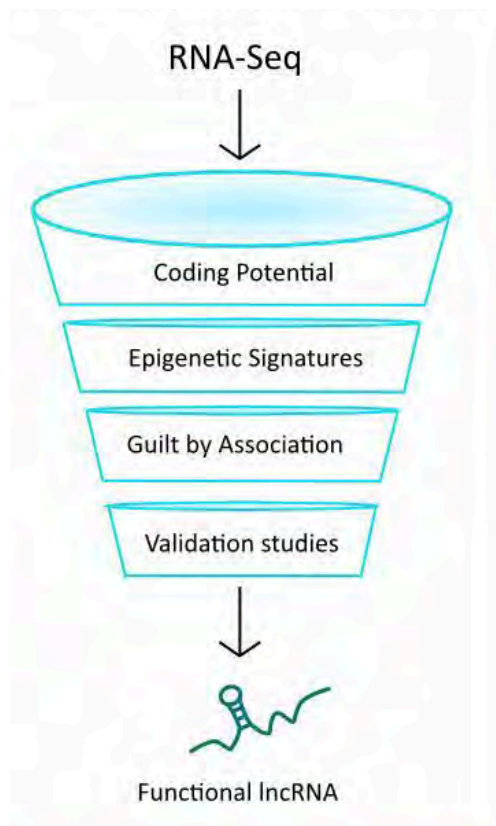 RNA-Seq
Coding Potential
Epigenetic Signatures
Guilt by Association
Validation studies
Functional lncRNA